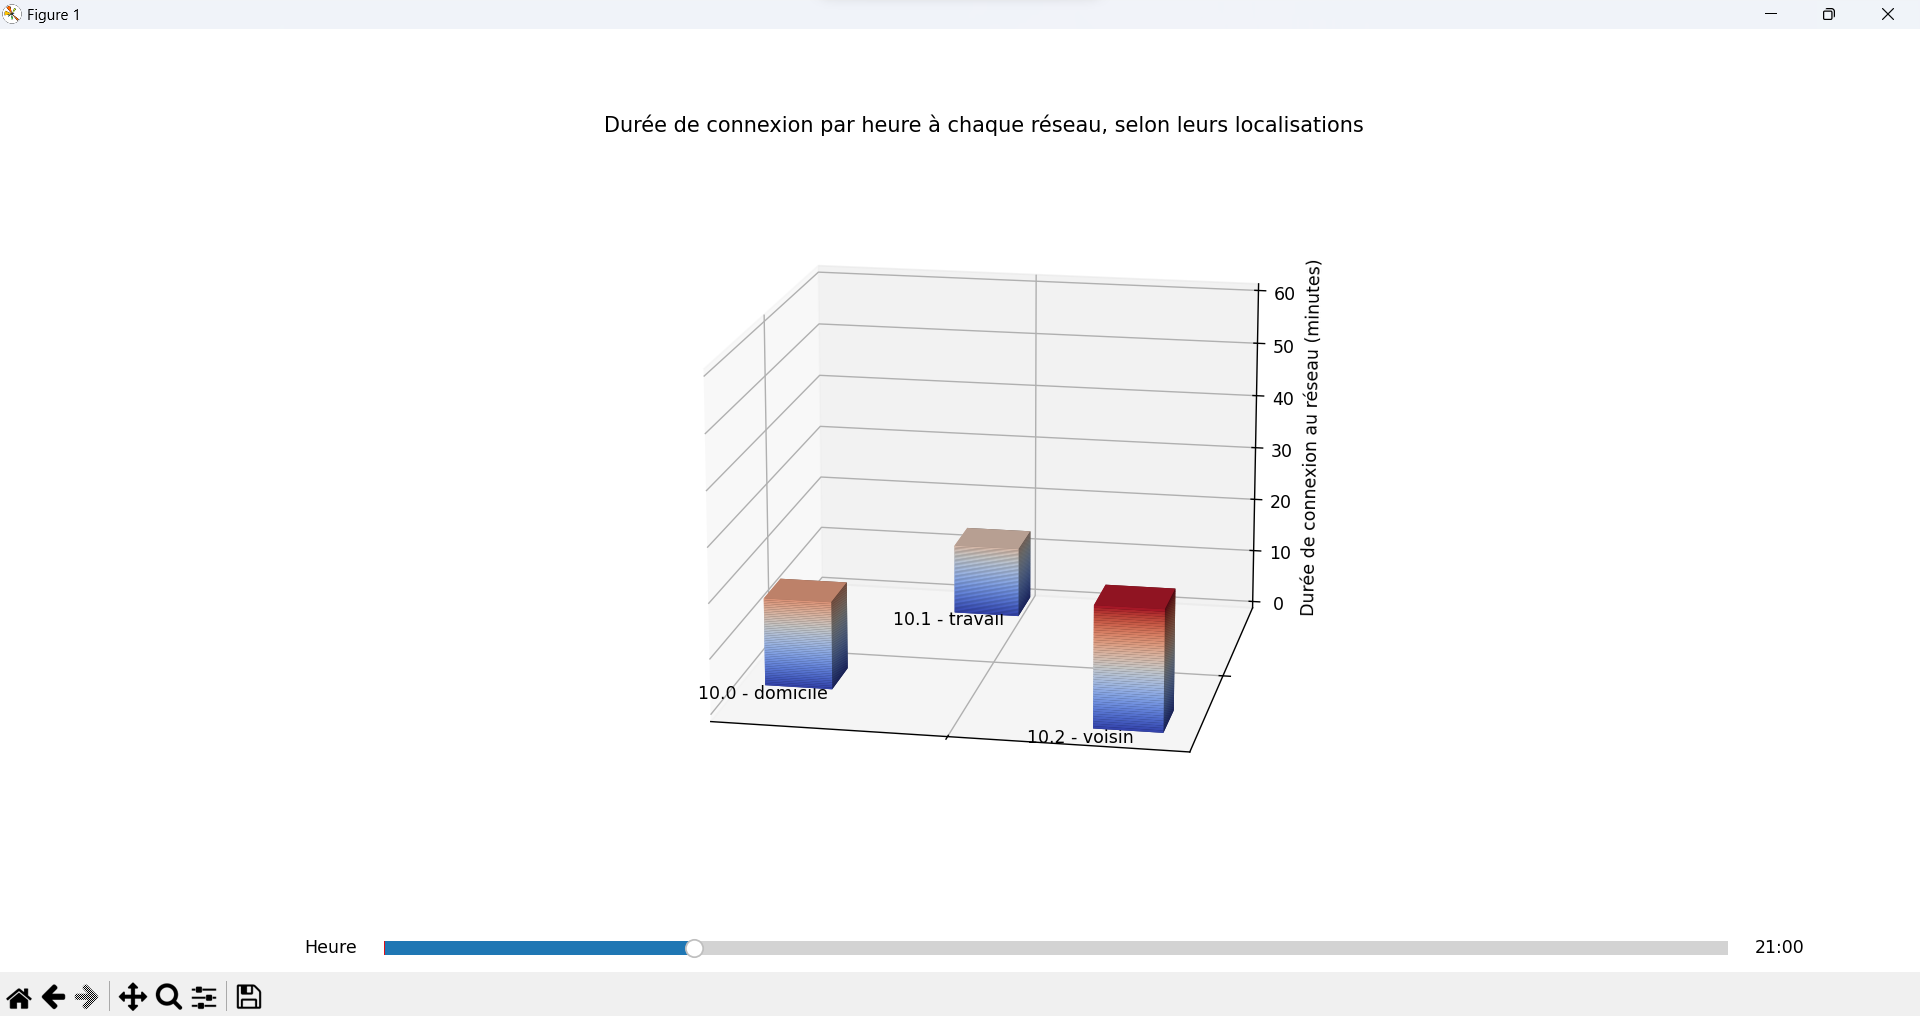 Figure 1
Durée de connexion par heure à chaque réseau, selon leurs localisations
60
50
40
30
20
10
0
Durée de connexion au réseau (minutes)
10.1 - travail
10.0 - domicile
10.2 - voisin
Heure
21:00